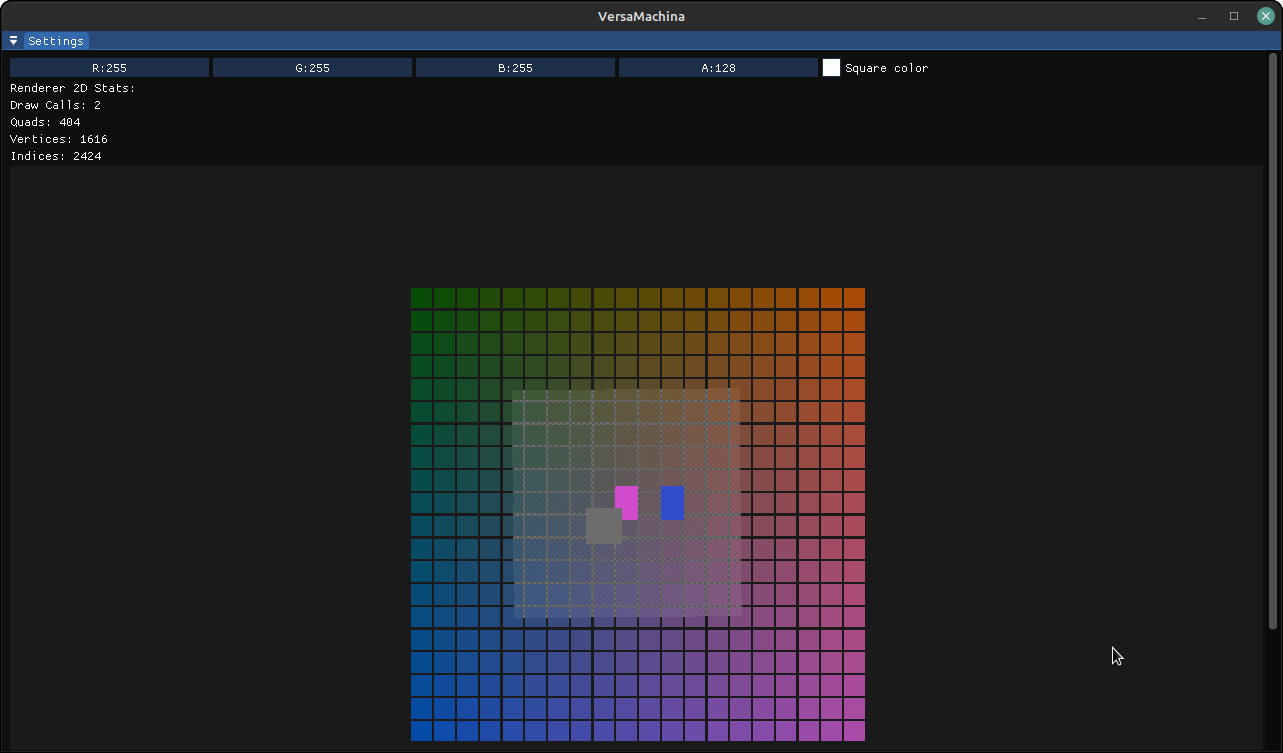 VersaMachina
Settings
R:255 G:255 B:255 A:128 Square color
Renderer 2D Stats:
Draw Calls: 2
Quads: 404
Vertices: 1616
Indices: 2424